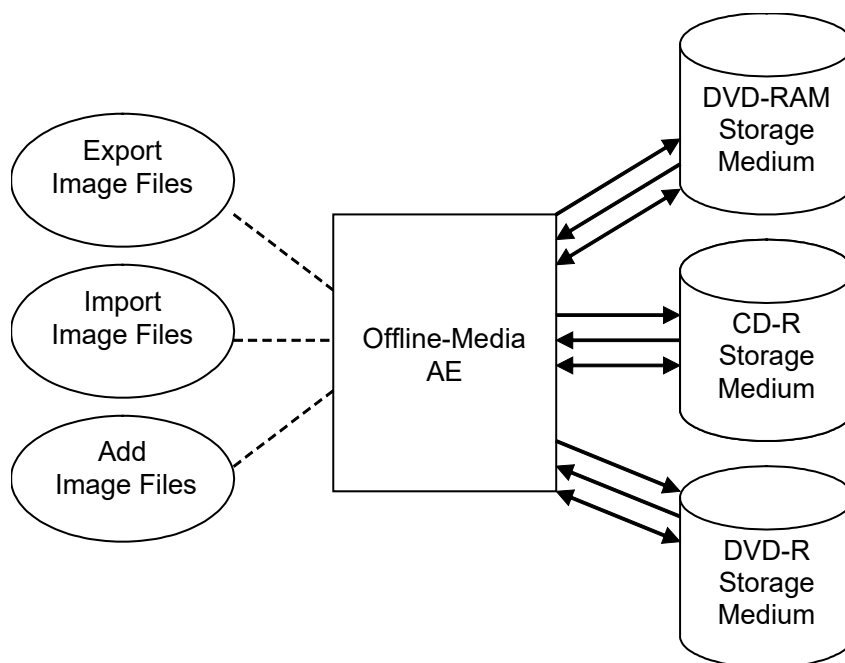 Export
Image Files
Import
Image Files
Add
Image Files
Offline-Media
AE
DVD-RAM
Storage
Medium
CD-R
Storage
Medium
DVD-R
Storage
Medium